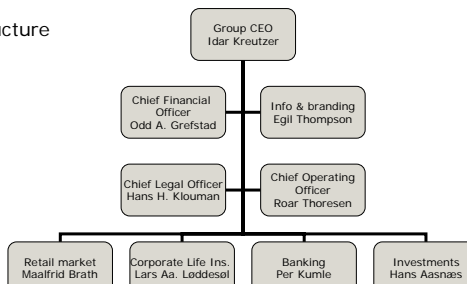 ucture
Group CEO
Idar Kreutzer
Chief Financial
Officer
Odd A. Grefstad
Info & branding
Egil Thompson
Chief Legal Officer
Hans H. Klouman
Chief Operating
Officer
Roar Thoresen
Retail market
Maalfrid Brath
Corporate Life Ins.
Lars Aa. Løddesøl
Banking
Per Kumle
Investments
Hans Aasnæs